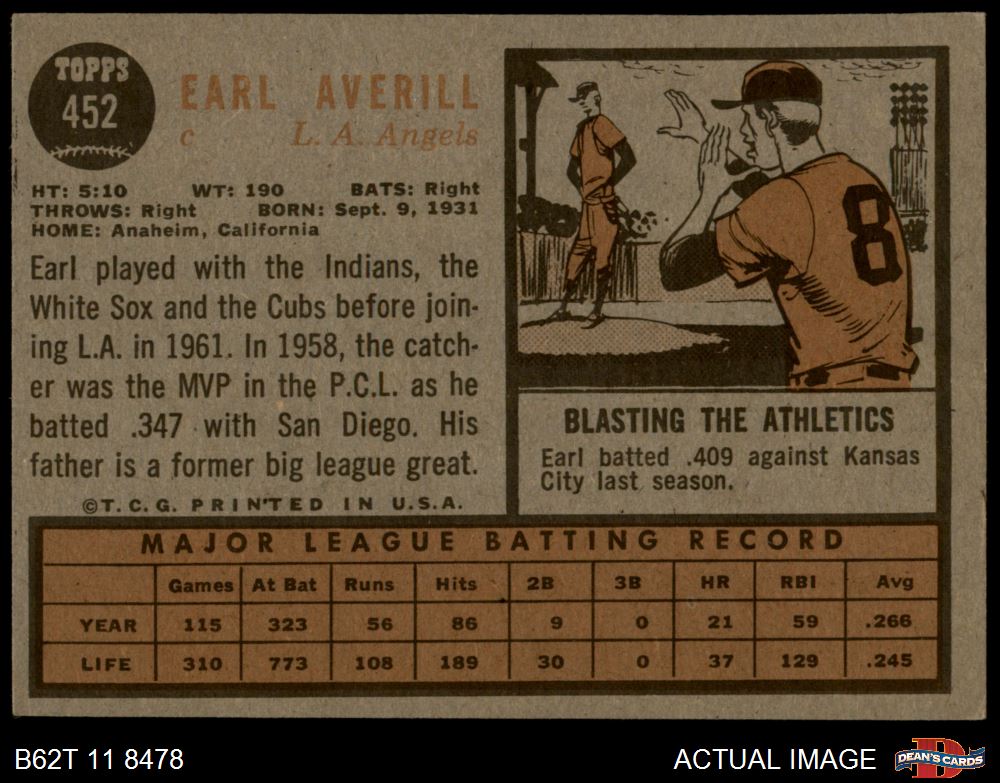 TOPPS
452
EARL AVERILL
c L. A. Angels
HT: 5:10 WT: 190 BATS: Right
THROWS: Right BORN: Sept. 9, 1931
HOME: Anaheim, California
Earl played with the Indians, the
White Sox and the Cubs before join-
ing L.A. in 1961. In 1958, the catch-
er was the MVP in the P.C.L. as he
batted .347 with San Diego. His
father is a former big league great.
©T.C.G. PRINTED IN U.S.A.
8
BLASTING THE ATHLETICS
Earl batted .409 against Kansas
City last season.
MAJOR LEAGUE BATTING RECORD
Games At Bat Runs Hits 2B 3B HR RBI Avg
YEAR 115 323 56 86 9 0 21 59 .266
LIFE 310 773 108 189 30 0 37 129 .245
B62T 11 8478 ACTUAL IMAGE
D
DEAN'S CARDS